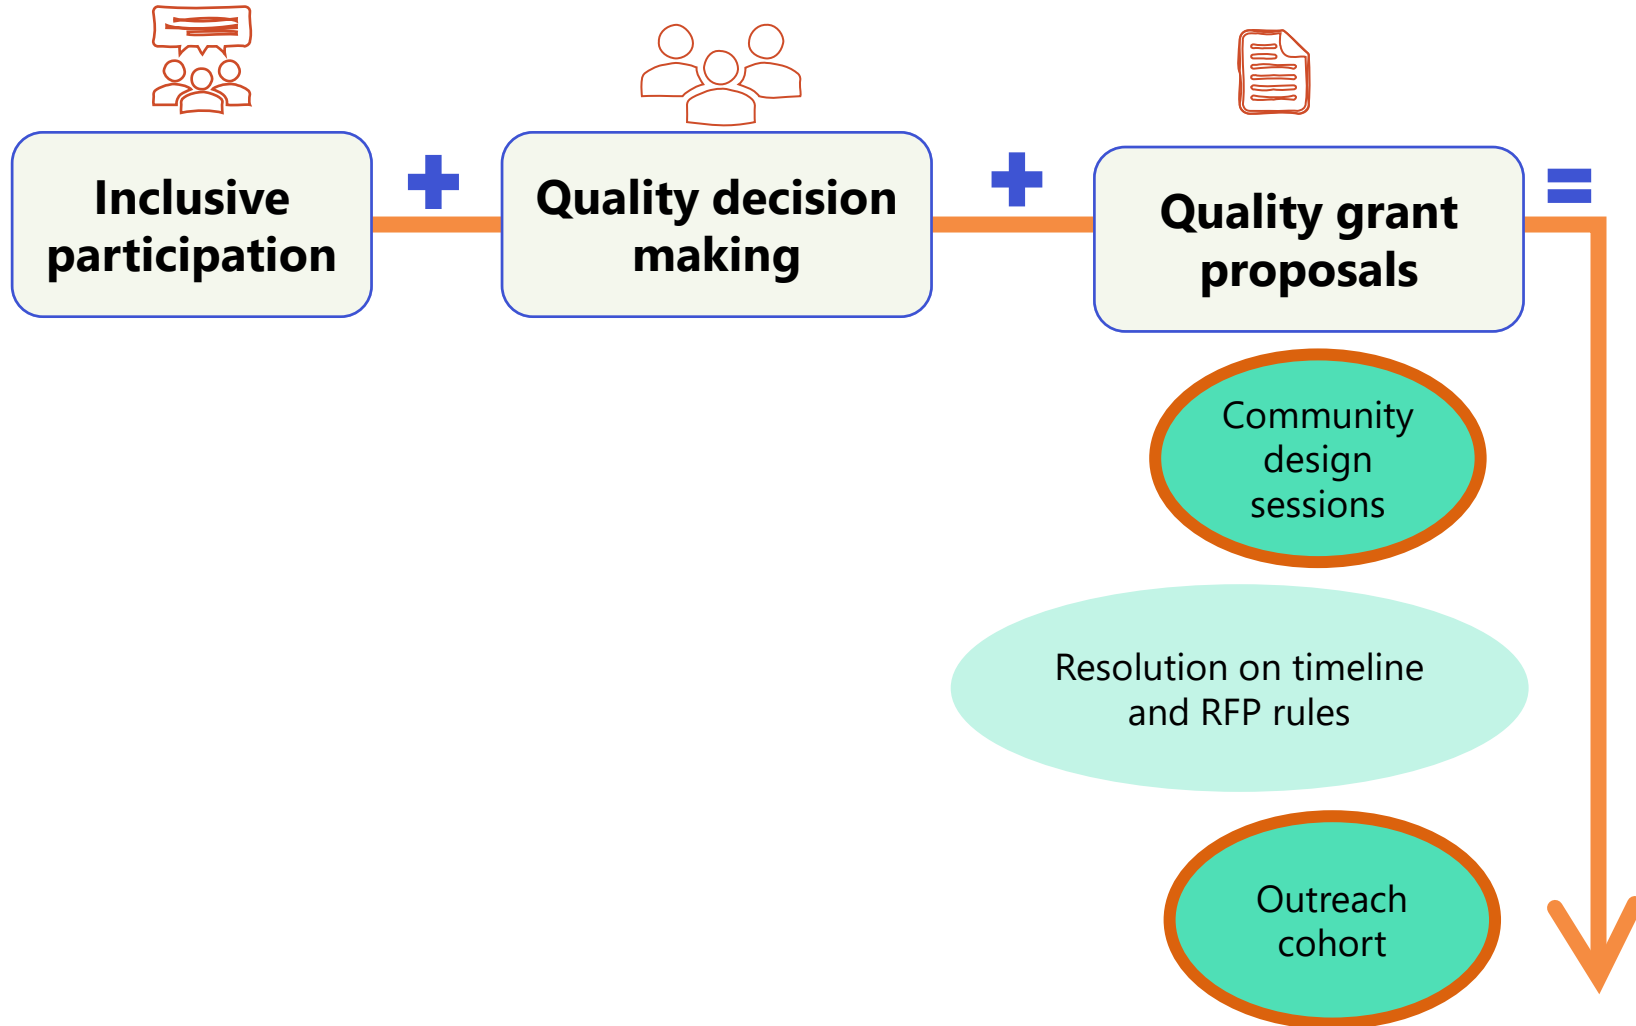 Inclusive
participation
Quality decision
making
Quality grant
proposals
Community
design
sessions
Resolution on timeline
and RFP rules
Outreach
cohort